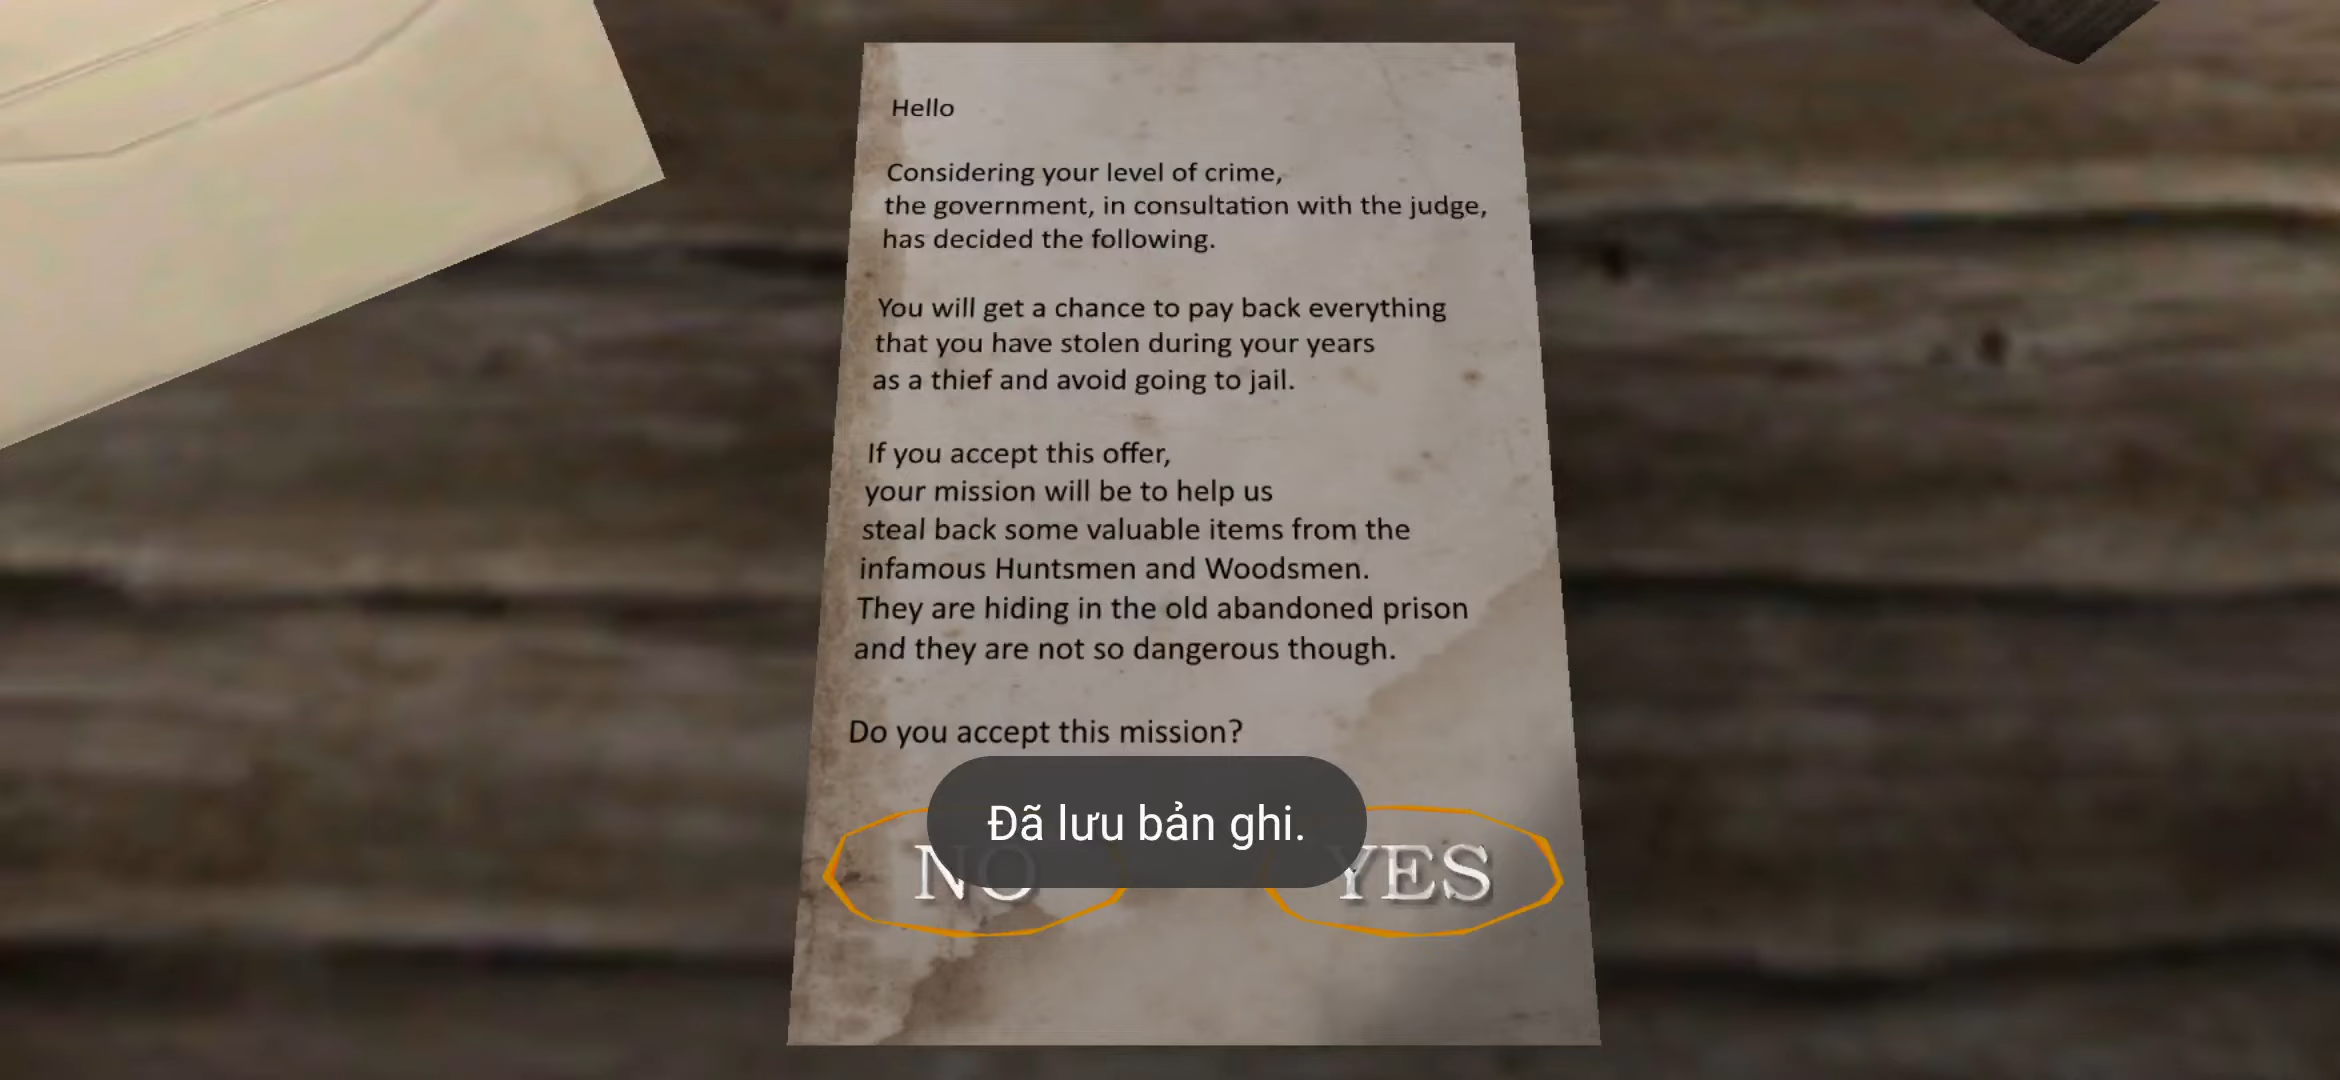 Hello
Considering your level of crime,
the government, in consultation with the judge,
has decided the following.
You will get a chance to pay back everything
that you have stolen during your years
as a thief and avoid going to jail.
If you accept this offer,
your mission will be to help us
steal back some valuable items from the
infamous Huntsmen and Woodsmen.
They are hiding in the old abandoned prison
and they are not so dangerous though.
Do you accept this mission?
Đã lưu bản ghi.
NO YES